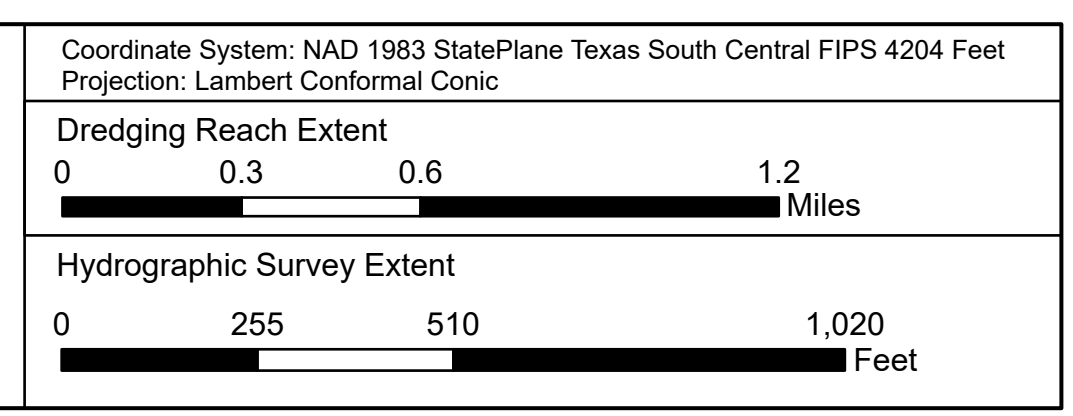 Coordinate System: NAD 1983 StatePlane Texas South Central FIPS 4204 Feet
Projection: Lambert Conformal Conic
Dredging Reach Extent
0 0.3 0.6 1.2
Miles
Hydrographic Survey Extent
0 255 510 1,020
Feet